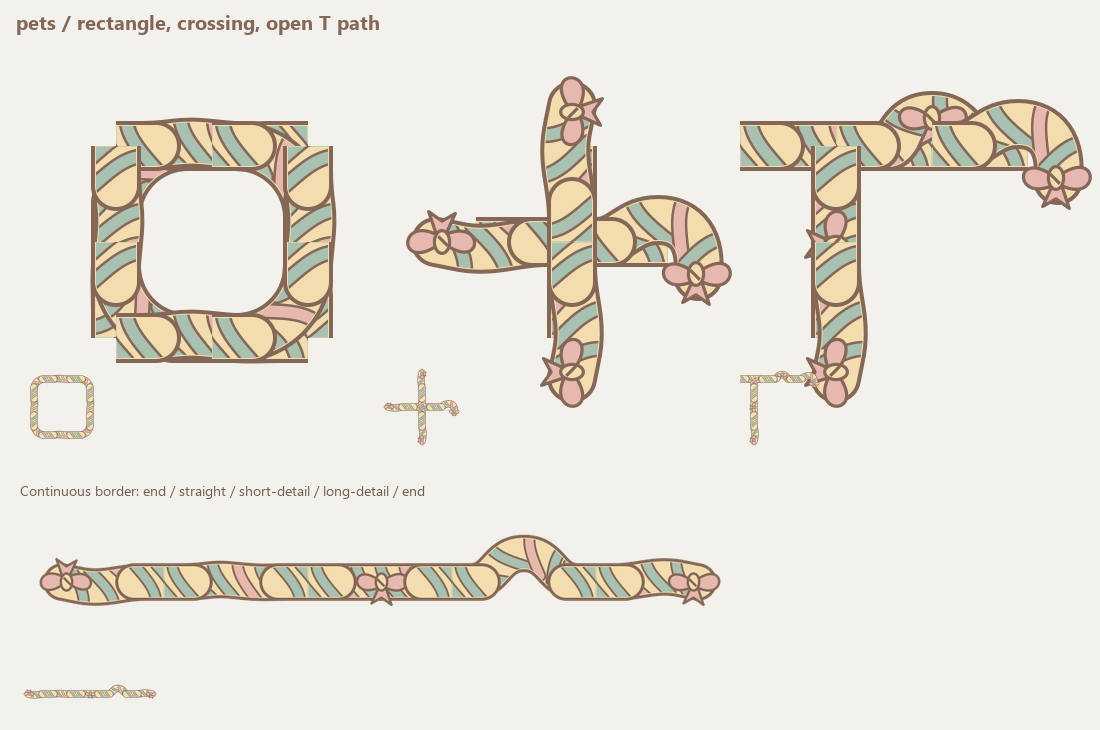 pets / rectangle, crossing, open T path
Continuous border: end / straight / short-detail / long-detail / end